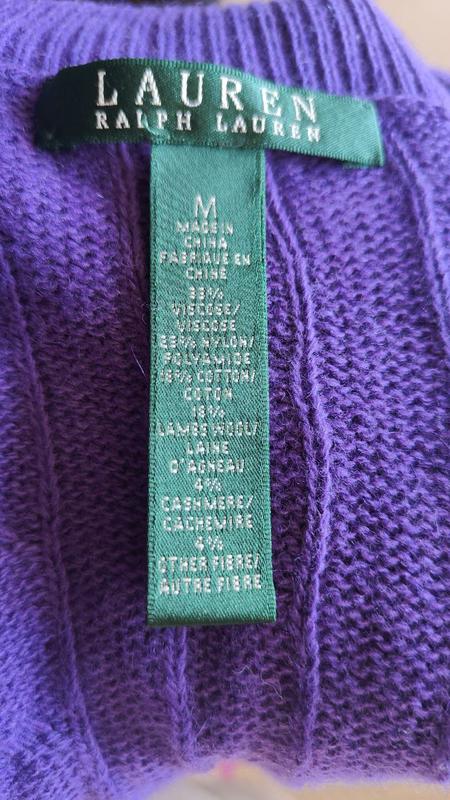 LAUREN
RALPH LAUREN
M
MADE IN
CHINA
FABRIQUE EN
CHINE
33%
VISCOSE/
VISCOSE
23% NYLON/
POLYAMIDE
18% COTTON/
COTON
18%
LAMBS WOOL/
LAINE
D'AGNEAU
4%
CASHMERE/
CACHEMIRE
4%
OTHER FIBRE/
AUTRE FIBRE